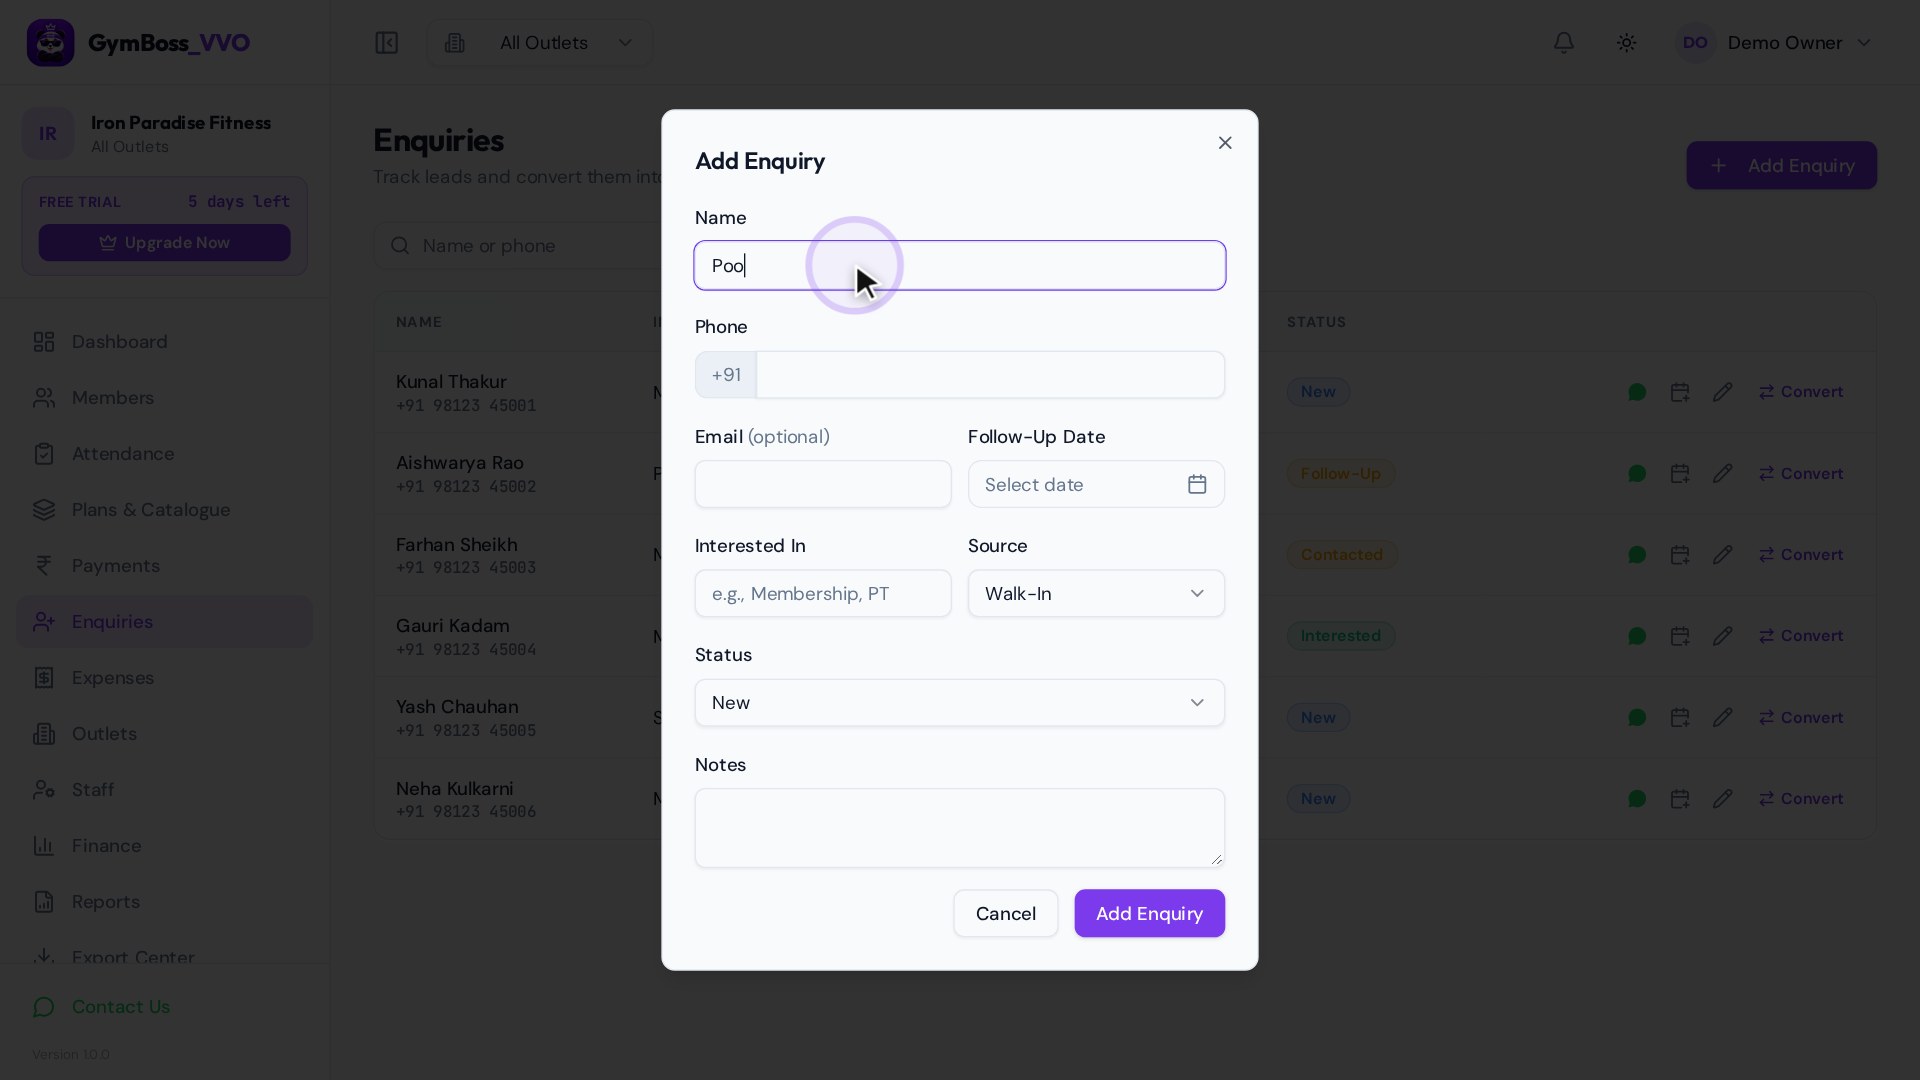 GymBoss_VVO
All Outlets
DO
Demo Owner
IR
Iron Paradise Fitness
All Outlets
FREE TRIAL
5 days left
Upgrade Now
Dashboard
Members
Attendance
Plans & Catalogue
Payments
Enquiries
Expenses
Outlets
Staff
Finance
Reports
Export Center
Contact Us
Version 1.0.0
Enquiries
Track leads and convert them into
Add Enquiry
Name or phone
NAME
STATUS
Kunal Thakur
+91 98123 45001
New
Convert
Aishwarya Rao
+91 98123 45002
Follow-Up
Convert
Farhan Sheikh
+91 98123 45003
Contacted
Convert
Gauri Kadam
+91 98123 45004
Interested
Convert
Yash Chauhan
+91 98123 45005
New
Convert
Neha Kulkarni
+91 98123 45006
New
Convert
Add Enquiry
Name
Poo
Phone
+91
Email (optional)
Follow-Up Date
Select date
Interested In
Source
e.g., Membership, PT
Walk-In
Status
New
Notes
Cancel
Add Enquiry